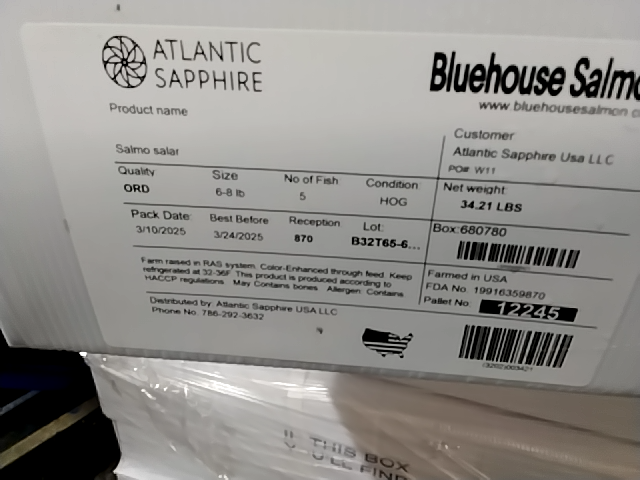 ATLANTIC
SAPPHIRE
Bluehouse Salmo
www.bluehousesalmon.c
Product name
Salmo salar
Customer
Atlantic Sapphire Usa LLC
PO#: W11
Quality
ORD
Size
6-8 lb
No of Fish
5
Condition
HOG
Net weight:
34.21 LBS
Pack Date:
3/10/2025
Best Before
3/24/2025
Reception
870
Lot:
B32T65-6...
Box:680780
Farm raised in RAS system. Color-Enhanced through feed. Keep
refrigerated at 32-36F. This product is produced according to
HACCP regulations May Contains bones Allergen: Contains
Farmed in USA
FDA No. 19916359870
Pallet No: 12245
Distributed by: Atlantic Sapphire USA LLC
Phone No. 786-292-3632
THIS BOX
U'LL FIND